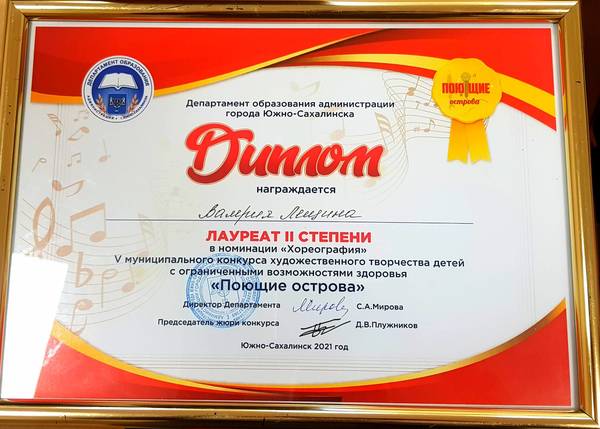 ДЕПАРТАМЕНТ ОБРАЗОВАНИЯ
ПОЮЩИЕ
острова
Департамент образования администрации
города Южно-Сахалинска
Диплом
награждается
Валерия Лещина
ЛАУРЕАТ II СТЕПЕНИ
в номинации «Хореография»
V муниципального конкурса художественного творчества детей
с ограниченными возможностями здоровья
«Поющие острова»
Директор Департамента С.А.Мирова
Председатель жюри конкурса Д.В.Плужников
Южно-Сахалинск 2021 год